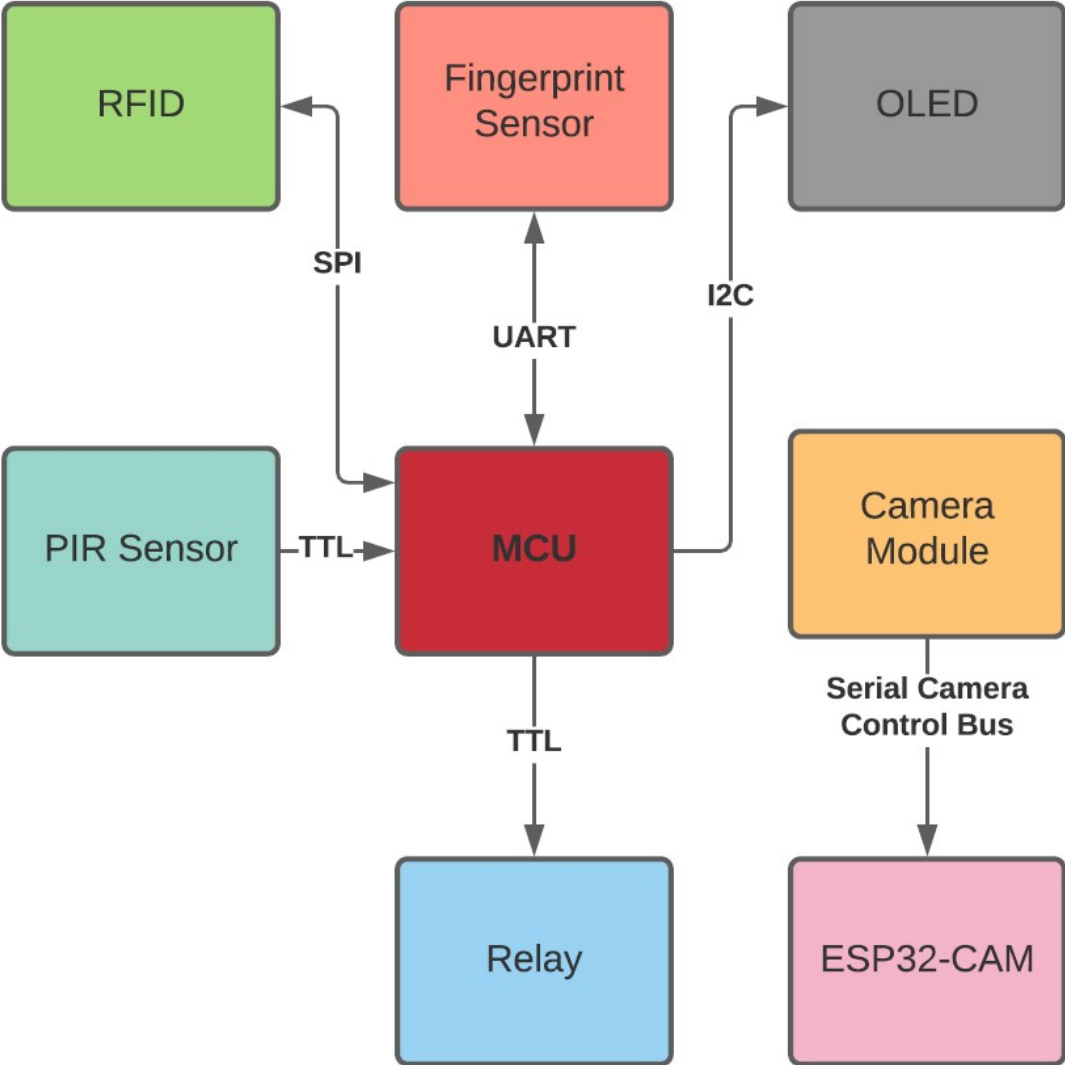 RFID
Fingerprint
Sensor
OLED
SPI
I2C
UART
PIR Sensor
TTL
MCU
Camera
Module
Serial Camera
Control Bus
TTL
Relay
ESP32-CAM